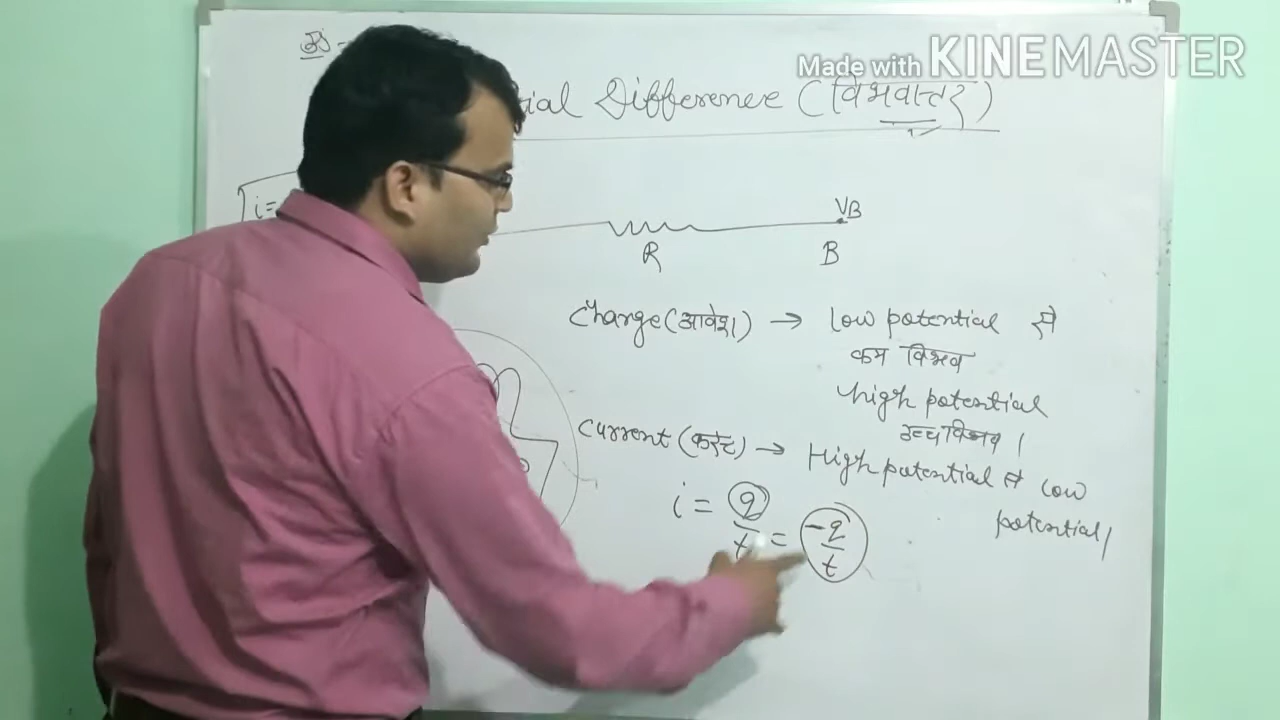 Made with KINEMASTER
ial Difference (विभवान्तर)
i=
VB
R
B
Charge (आवेश) → low potential से
कम विभव
high potential
उच्च विभव ।
Current (करंट) → High potential से low
potential ।
i = q/t = -q/t